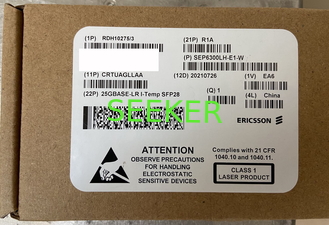 (1P) RDH10275/3
(21P) R1A
(P) SEP6300LH-E1-W
(11P) CRTUAGLLAA
(12D) 20210726
(1V) EA6
(22P) 25GBASE-LR I-Temp SFP28
(Q) 1
(4L) China
SEEKER
ERICSSON
ATTENTION
OBSERVE PRECAUTIONS
FOR HANDLING
ELECTROSTATIC
SENSITIVE DEVICES
Complies with 21 CFR
1040.10 and 1040.11.
CLASS 1
LASER PRODUCT